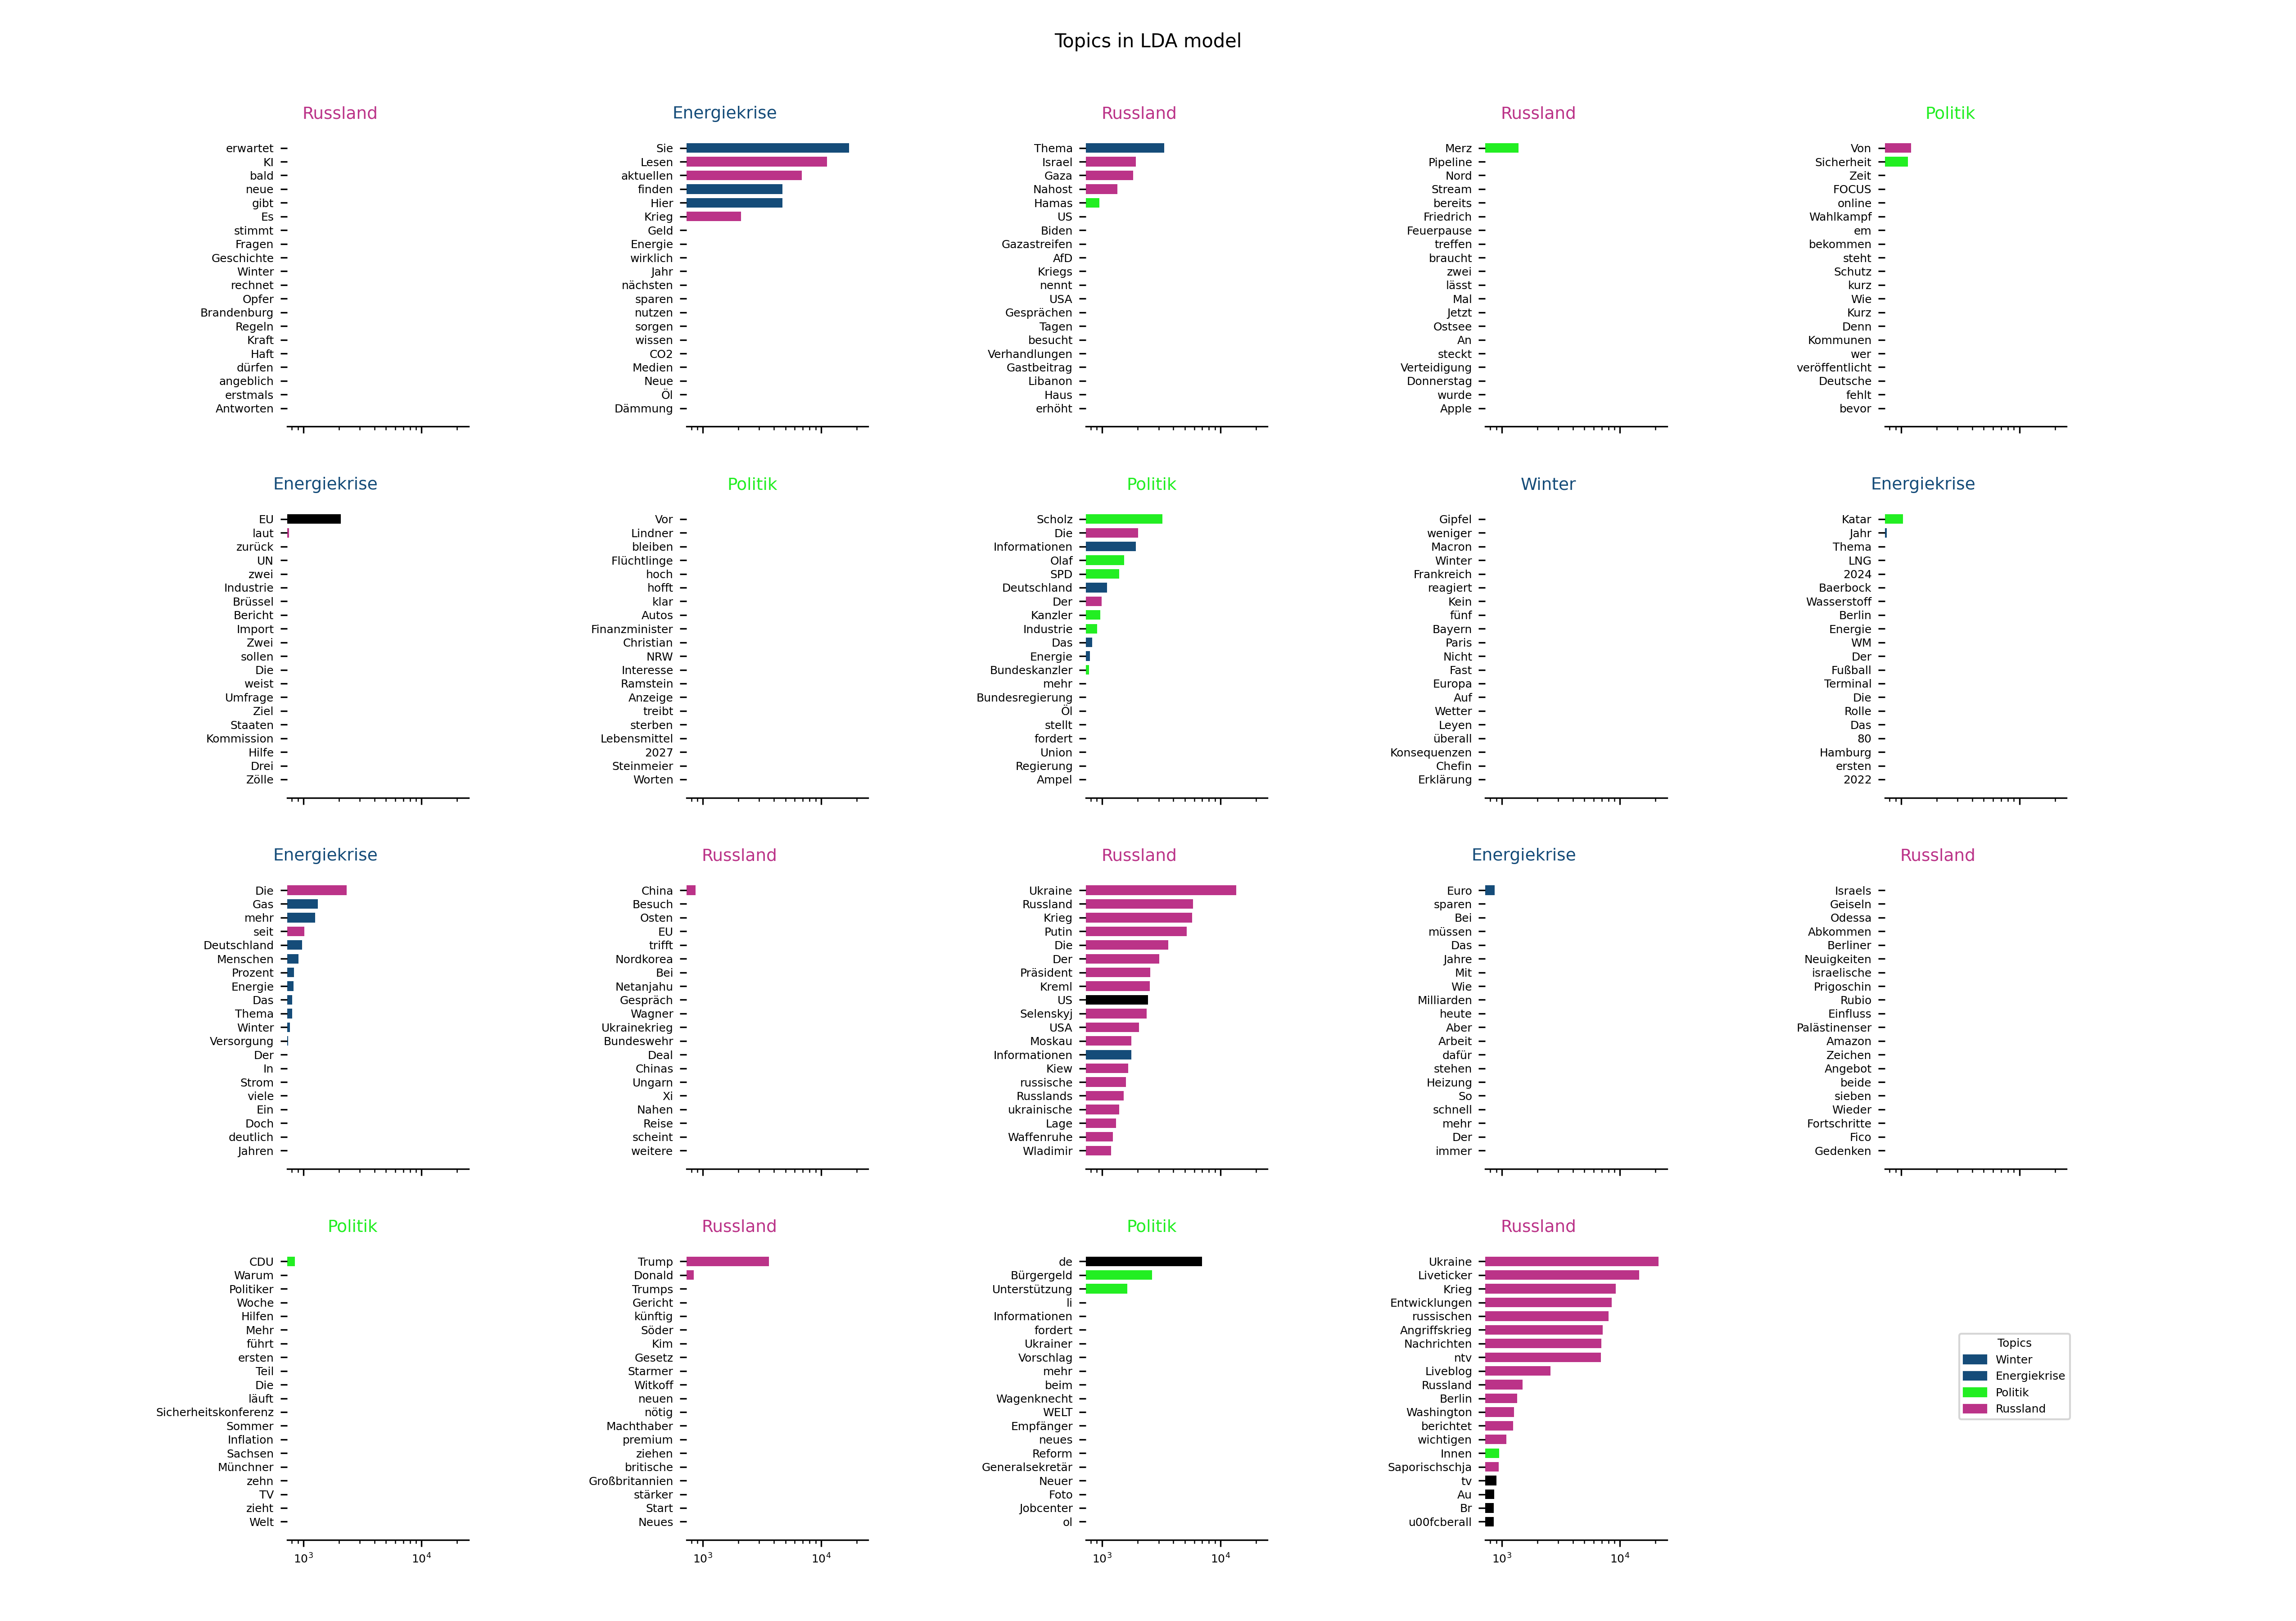 Topics in LDA model
Russland
erwartet
KI
bald
neue
gibt
Es
stimmt
Fragen
Geschichte
Winter
rechnet
Opfer
Brandenburg
Regeln
Kraft
Haft
dürfen
angeblich
erstmals
Antworten
Energiekrise
Sie
Lesen
aktuellen
finden
Hier
Krieg
Geld
Energie
wirklich
Jahr
nächsten
sparen
nutzen
sorgen
wissen
CO2
Medien
Neue
Öl
Dämmung
Russland
Thema
Israel
Gaza
Nahost
Hamas
US
Biden
Gazastreifen
AfD
Kriegs
nennt
USA
Gesprächen
Tagen
besucht
Verhandlungen
Gastbeitrag
Libanon
Haus
erhöht
Russland
Merz
Pipeline
Nord
Stream
bereits
Friedrich
Feuerpause
treffen
braucht
zwei
lässt
Mal
Jetzt
Ostsee
An
steckt
Verteidigung
Donnerstag
wurde
Apple
Politik
Von
Sicherheit
Zeit
FOCUS
online
Wahlkampf
em
bekommen
steht
Schutz
kurz
Wie
Kurz
Denn
Kommunen
wer
veröffentlicht
Deutsche
fehlt
bevor
Energiekrise
EU
laut
zurück
UN
zwei
Industrie
Brüssel
Bericht
Import
Zwei
sollen
Die
weist
Umfrage
Ziel
Staaten
Kommission
Hilfe
Drei
Zölle
Politik
Vor
Lindner
bleiben
Flüchtlinge
hoch
hofft
klar
Autos
Finanzminister
Christian
NRW
Interesse
Ramstein
Anzeige
treibt
sterben
Lebensmittel
2027
Steinmeier
Worten
Politik
Scholz
Die
Informationen
Olaf
SPD
Deutschland
Der
Kanzler
Industrie
Das
Energie
Bundeskanzler
mehr
Bundesregierung
Öl
stellt
fordert
Union
Regierung
Ampel
Winter
Gipfel
weniger
Macron
Winter
Frankreich
reagiert
Kein
fünf
Bayern
Paris
Nicht
Fast
Europa
Auf
Wetter
Leyen
überall
Konsequenzen
Chefin
Erklärung
Energiekrise
Katar
Jahr
Thema
LNG
2024
Baerbock
Wasserstoff
Berlin
Energie
WM
Der
Fußball
Terminal
Die
Rolle
Das
80
Hamburg
ersten
2022
Energiekrise
Die
Gas
mehr
seit
Deutschland
Menschen
Prozent
Energie
Das
Thema
Winter
Versorgung
Der
In
Strom
viele
Ein
Doch
deutlich
Jahren
Russland
China
Besuch
Osten
EU
trifft
Nordkorea
Bei
Netanjahu
Gespräch
Wagner
Ukrainekrieg
Bundeswehr
Deal
Chinas
Ungarn
Xi
Nahen
Reise
scheint
weitere
Russland
Ukraine
Russland
Krieg
Putin
Die
Der
Präsident
Kreml
US
Selenskyj
USA
Moskau
Informationen
Kiew
russische
Russlands
ukrainische
Lage
Waffenruhe
Wladimir
Energiekrise
Euro
sparen
Bei
müssen
Das
Jahre
Mit
Wie
Milliarden
heute
Aber
Arbeit
dafür
stehen
Heizung
So
schnell
mehr
Der
immer
Russland
Israels
Geiseln
Odessa
Abkommen
Berliner
Neuigkeiten
israelische
Prigoschin
Rubio
Einfluss
Palästinenser
Amazon
Zeichen
Angebot
beide
sieben
Wieder
Fortschritte
Fico
Gedenken
Politik
CDU
Warum
Politiker
Woche
Hilfen
Mehr
führt
ersten
Teil
Die
läuft
Sicherheitskonferenz
Sommer
Inflation
Sachsen
Münchner
zehn
TV
zieht
Welt
10³ 10⁴
Russland
Trump
Donald
Trumps
Gericht
künftig
Söder
Kim
Gesetz
Starmer
Witkoff
neuen
nötig
Machthaber
premium
ziehen
britische
Großbritannien
stärker
Start
Neues
10³ 10⁴
Politik
de
Bürgergeld
Unterstützung
li
Informationen
fordert
Ukrainer
Vorschlag
mehr
beim
Wagenknecht
WELT
Empfänger
neues
Reform
Generalsekretär
Neuer
Foto
Jobcenter
ol
10³ 10⁴
Russland
Ukraine
Liveticker
Krieg
Entwicklungen
russischen
Angriffskrieg
Nachrichten
ntv
Liveblog
Russland
Berlin
Washington
berichtet
wichtigen
Innen
Saporischschja
tv
Au
Br
u00fcberall
10³ 10⁴
Topics
Winter
Energiekrise
Politik
Russland